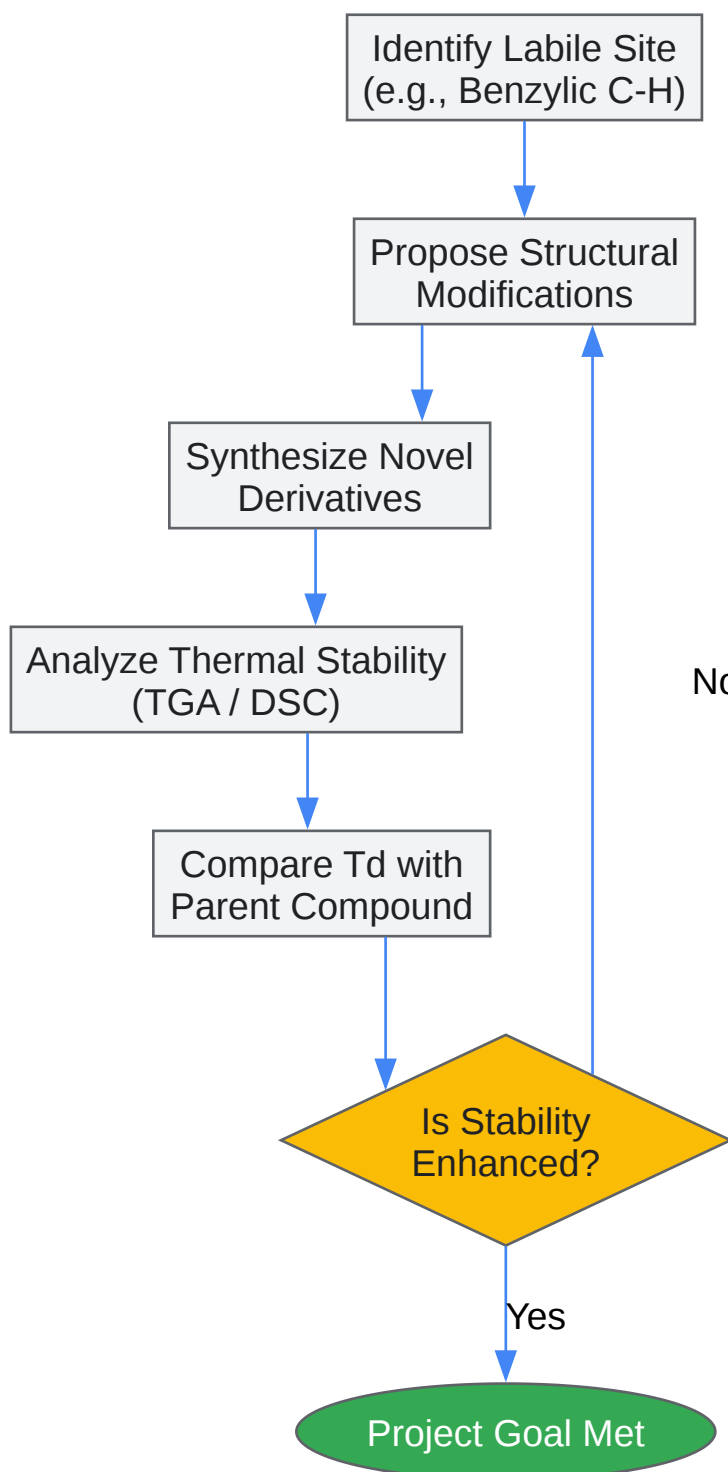 Identify Labile Site
(e.g., Benzylic C-H)
Propose Structural
Modifications
Synthesize Novel
Derivatives
Analyze Thermal Stability
(TGA / DSC)
No
Compare Td with
Parent Compound
Is Stability
Enhanced?
Yes
Project Goal Met